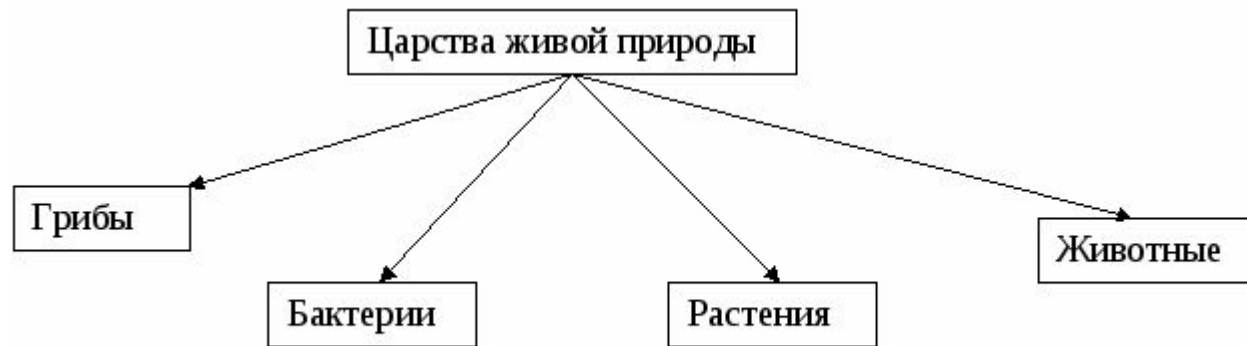 Царства живой природы
Грибы
Животные
Бактерии
Растения